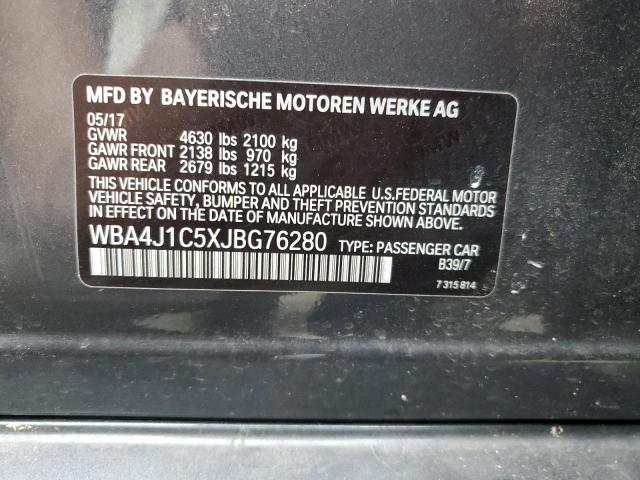 MFD BY BAYERISCHE MOTOREN WERKE AG
05/17
GVWR 4630 lbs 2100 kg
GAWR FRONT 2138 lbs 970 kg
GAWR REAR 2679 lbs 1215 kg
THIS VEHICLE CONFORMS TO ALL APPLICABLE U.S.FEDERAL MOTOR
VEHICLE SAFETY, BUMPER AND THEFT PREVENTION
STANDARDS IN EFFECT ON THE DATE OF MANUFACTURE SHOWN ABOVE.
WBA4J1C5XJBG76280 TYPE: PASSENGER CAR
B39/7
7 315 814